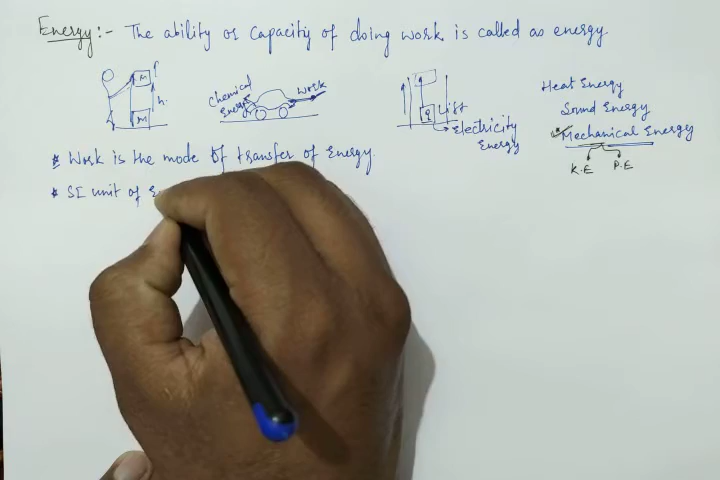 Energy:- The ability or capacity of doing work is called as energy
M f
h.
M
Chemical Energy
Work
Lift
Electricity Energy
Heat Energy
Sound Energy
* Mechanical Energy
K.E P.E
* Work is the mode of transfer of Energy.
* SI unit of